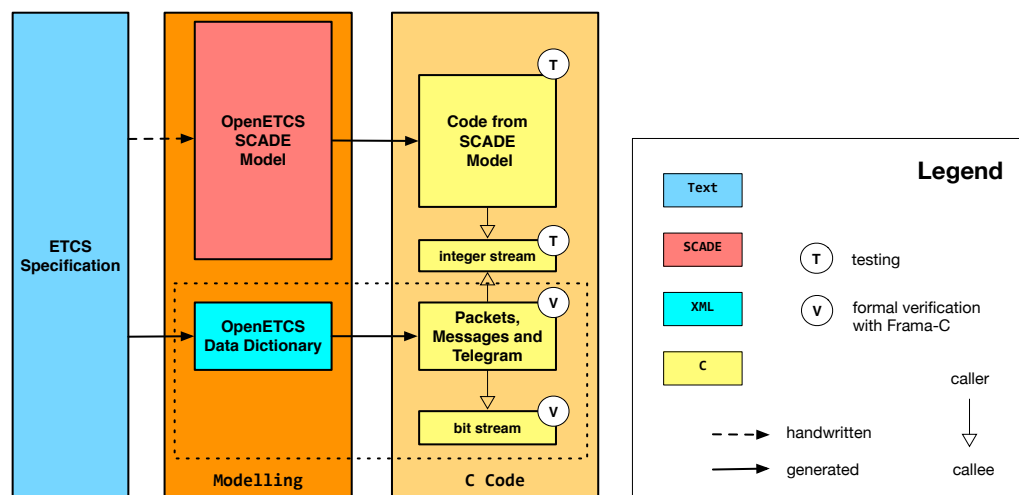 ETCS
Specification
OpenETCS
SCADE
Model
OpenETCS
Data Dictionary
Modelling
T
Code from
SCADE
Model
T
integer stream
V
Packets,
Messages and
Telegram
V
bit stream
C Code
Legend
Text
SCADE
T testing
XML
V formal verification
with Frama-C
C
caller
handwritten
generated
callee